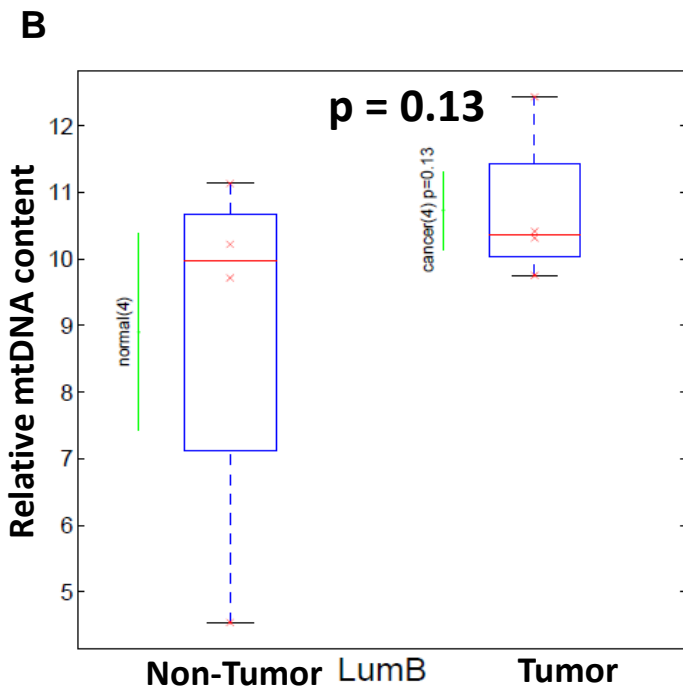 B
p = 0.13
12
11
10
9
8
7
6
5
Relative mtDNA content
normal(4)
cancer(4) p=0.13
Non-Tumor LumB Tumor